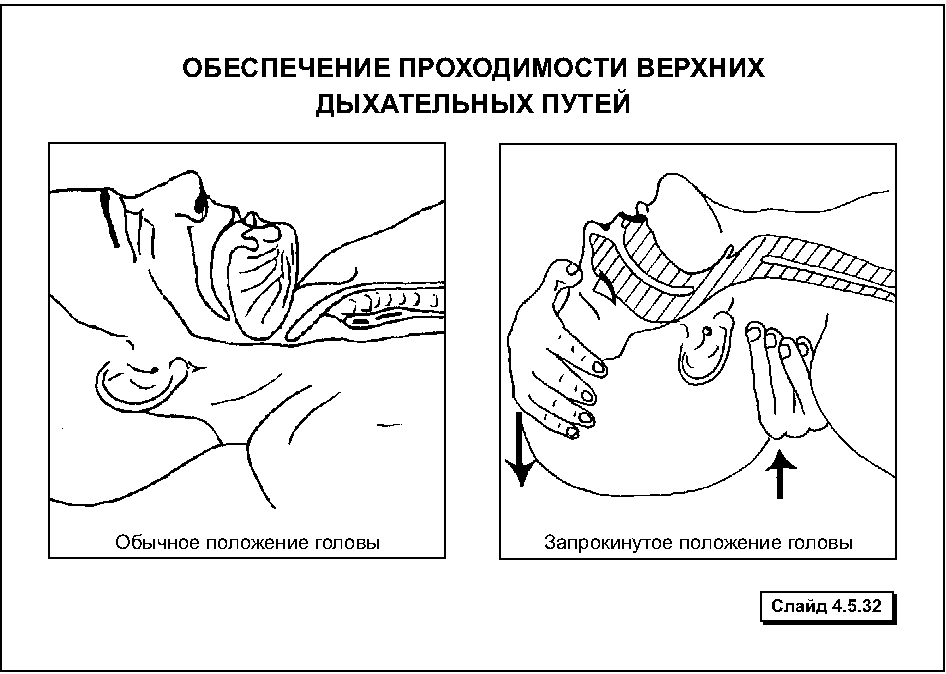 ОБЕСПЕЧЕНИЕ ПРОХОДИМОСТИ ВЕРХНИХ
ДЫХАТЕЛЬНЫХ ПУТЕЙ
Обычное положение головы
Запрокинутое положение головы
Слайд 4.5.32